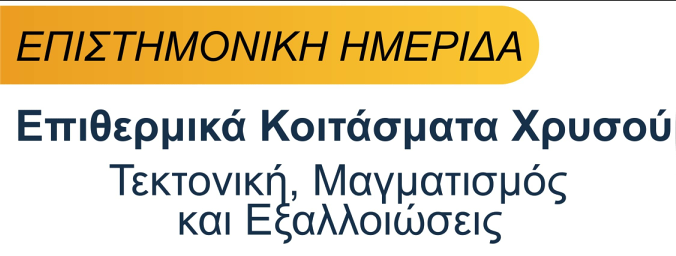 ΕΠΙΣΤΗΜΟΝΙΚΗ ΗΜΕΡΙΔΑ
Επιθερμικά Κοιτάσματα Χρυσού
Τεκτονική, Μαγματισμός
και Εξαλλοιώσεις